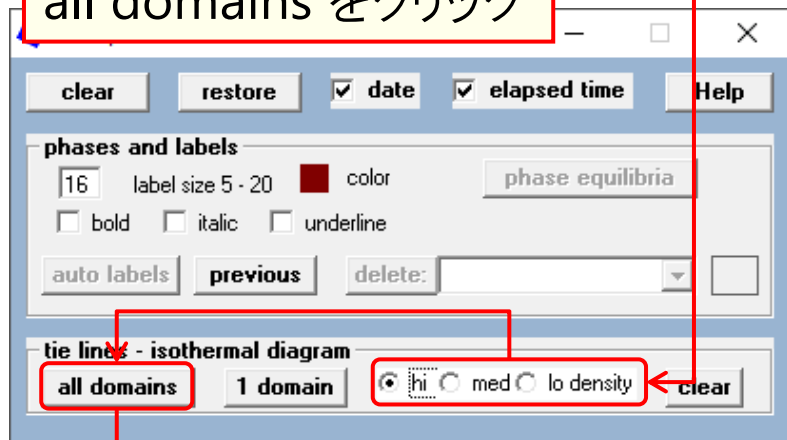 all domains をクリック
clear restore date elapsed time Help
phases and labels
16 label size 5 - 20 color phase equilibria
bold italic underline
auto labels previous delete:
tie lines - isothermal diagram
all domains 1 domain hi med lo density clear